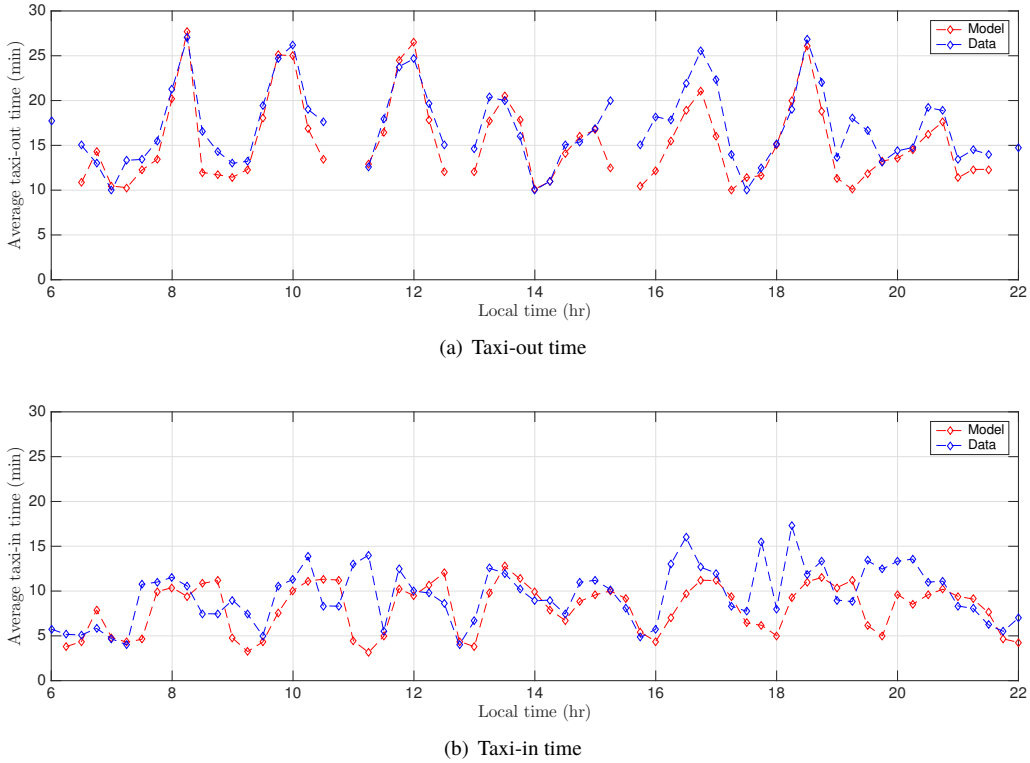 30
25
20
15
10
5
0
Average taxi-out time (min)
Model
Data
6 8 10 12 14 16 18 20 22
Local time (hr)
(a) Taxi-out time
30
25
20
15
10
5
0
Average taxi-in time (min)
Model
Data
6 8 10 12 14 16 18 20 22
Local time (hr)
(b) Taxi-in time